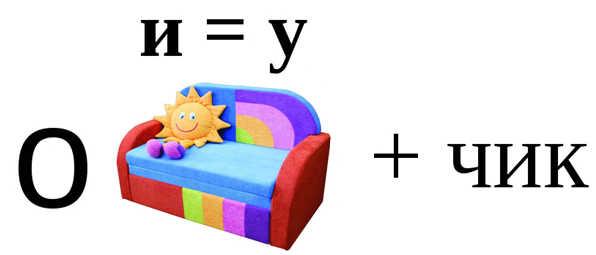 и = у
О + чик